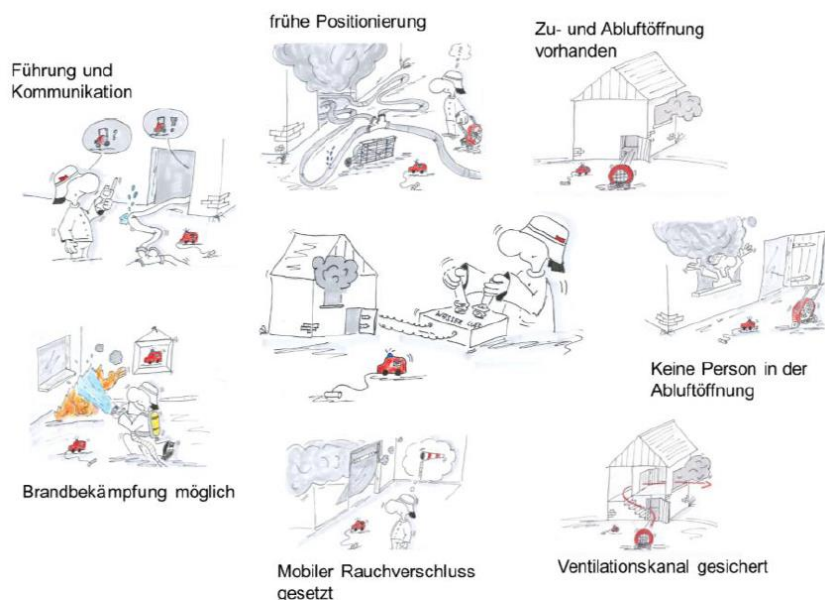 frühe Positionierung
Zu- und Abluftöffnung
vorhanden
Führung und
Kommunikation
Keine Person in der
Abluftöffnung
Brandbekämpfung möglich
Mobiler Rauchverschluss
gesetzt
Ventilationskanal gesichert